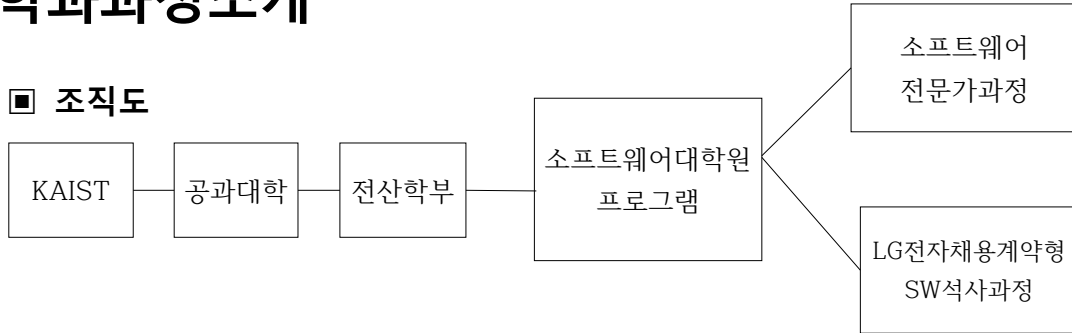 학과과정소개
▣ 조직도
KAIST
공과대학
전산학부
소프트웨어대학원
프로그램
소프트웨어
전문가과정
LG전자채용계약형
SW석사과정